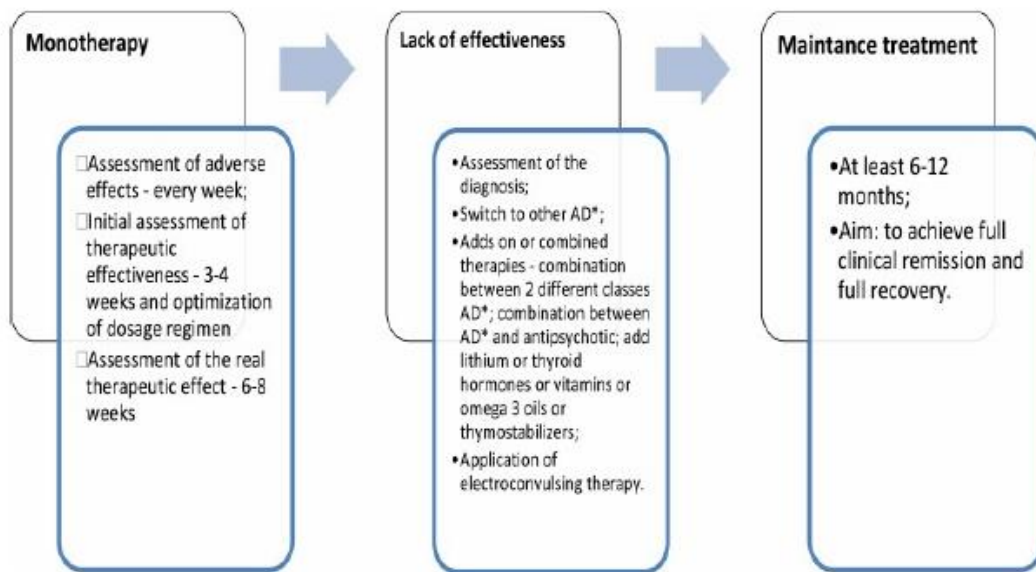 Monotherapy
□Assessment of adverse
effects - every week;
□Initial assessment of
therapeutic
effectiveness - 3-4
weeks and optimization
of dosage regimen
□Assessment of the real
therapeutic effect - 6-8
weeks
Lack of effectiveness
•Assessment of the
diagnosis;
•Switch to other AD*;
•Adds on or combined
therapies - combination
between 2 different classes
AD*; combination between
AD* and antipsychotic; add
lithium or thyroid
hormones or vitamins or
omega 3 oils or
thymostabilizers;
•Application of
electroconvulsing therapy.
Maintance treatment
•At least 6-12
months;
•Aim: to achieve full
clinical remission and
full recovery.